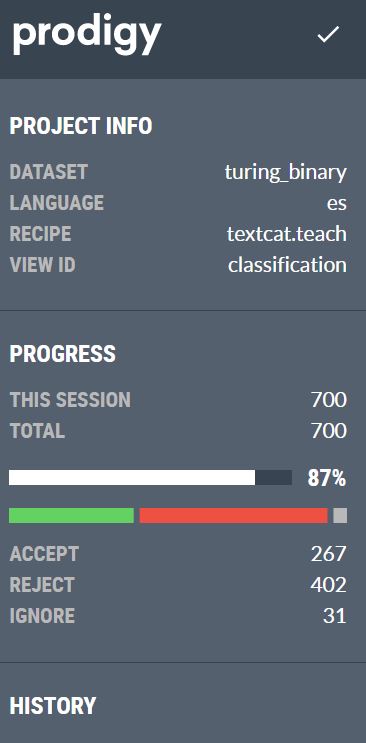 prodigy
PROJECT INFO
DATASET turing_binary
LANGUAGE es
RECIPE textcat.teach
VIEW ID classification
PROGRESS
THIS SESSION 700
TOTAL 700
87%
ACCEPT 267
REJECT 402
IGNORE 31
HISTORY